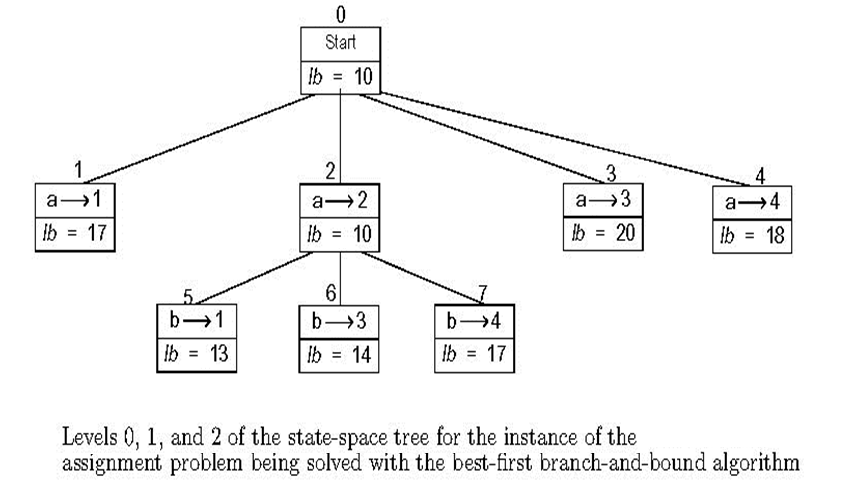 0
Start
lb = 10
1
2
3
4
a→1
a→2
a→3
a→4
lb = 17
lb = 10
lb = 20
lb = 18
5
6
7
b→1
b→3
b→4
lb = 13
lb = 14
lb = 17
Levels 0, 1, and 2 of the state-space tree for the instance of the
assignment problem being solved with the best-first branch-and-bound algorithm